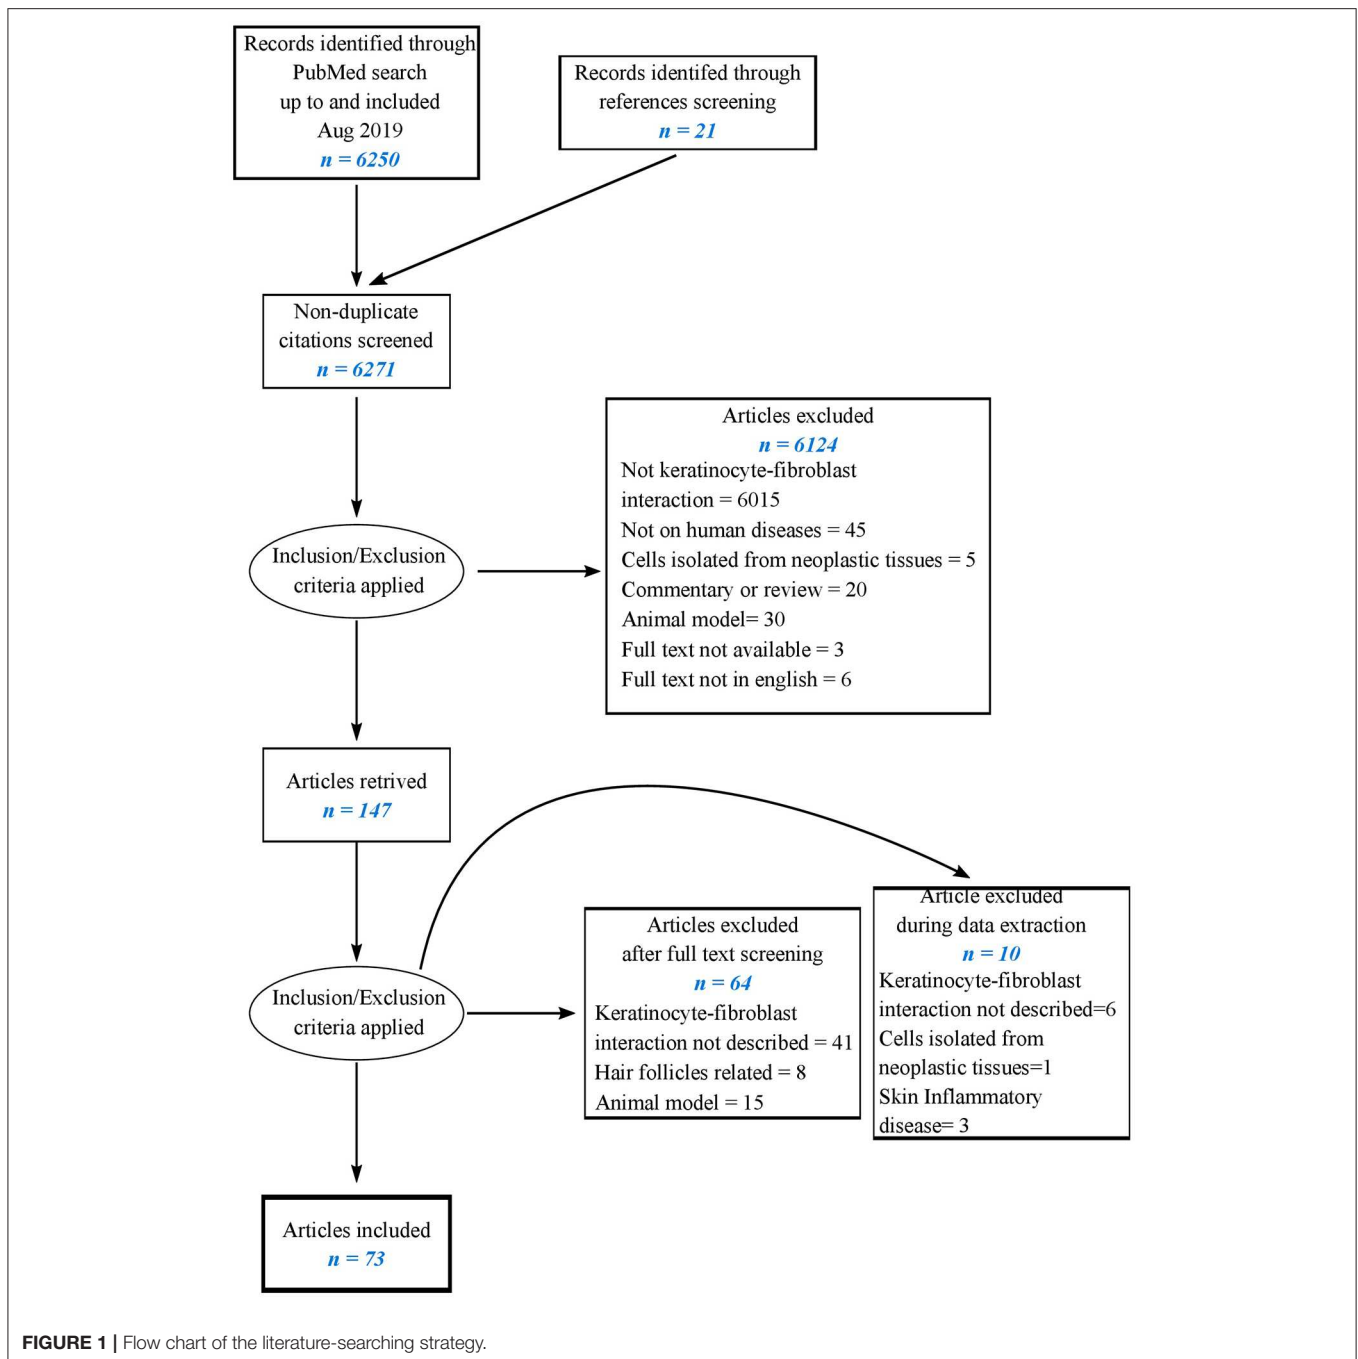 Records identified through
PubMed search
up to and included
Aug 2019
n = 6250
Records identifed through
references screening
n = 21
Non-duplicate
citations screened
n = 6271
Articles excluded
n = 6124
Not keratinocyte-fibroblast
interaction = 6015
Not on human diseases = 45
Cells isolated from neoplastic tissues = 5
Commentary or review = 20
Animal model= 30
Full text not available = 3
Full text not in english = 6
Inclusion/Exclusion
criteria applied
Articles retrived
n = 147
Inclusion/Exclusion
criteria applied
Articles excluded
after full text screening
n = 64
Keratinocyte-fibroblast
interaction not described = 41
Hair follicles related = 8
Animal model = 15
Article excluded
during data extraction
n = 10
Keratinocyte-fibroblast
interaction not described=6
Cells isolated from
neoplastic tissues=1
Skin Inflammatory
disease= 3
Articles included
n = 73
FIGURE 1 | Flow chart of the literature-searching strategy.